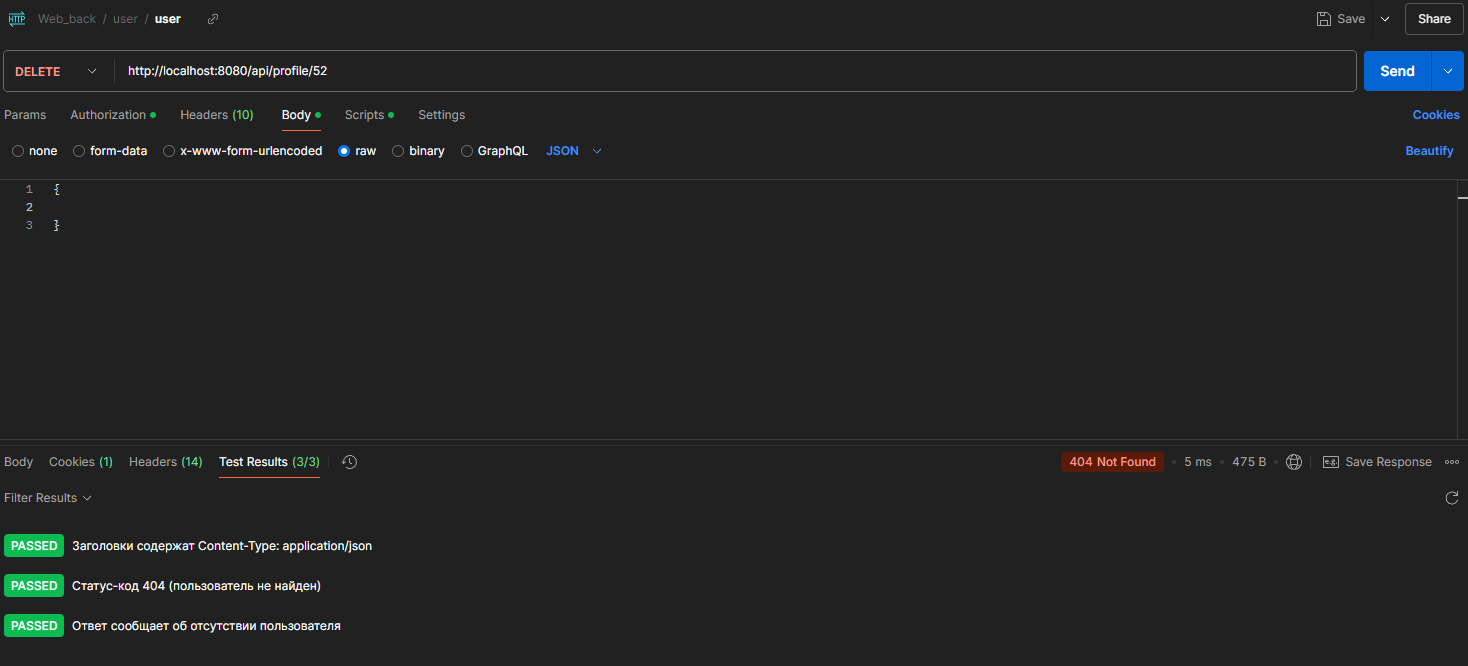 HTTP Web_back / user / user Save Share
DELETE http://localhost:8080/api/profile/52 Send
Params Authorization Headers (10) Body Scripts Settings Cookies
none form-data x-www-form-urlencoded raw binary GraphQL JSON Beautify
1 {
2
3 }
Body Cookies (1) Headers (14) Test Results (3/3) 404 Not Found • 5 ms • 475 B • e.g. Save Response
Filter Results
PASSED Заголовки содержат Content-Type: application/json
PASSED Статус-код 404 (пользователь не найден)
PASSED Ответ сообщает об отсутствии пользователя